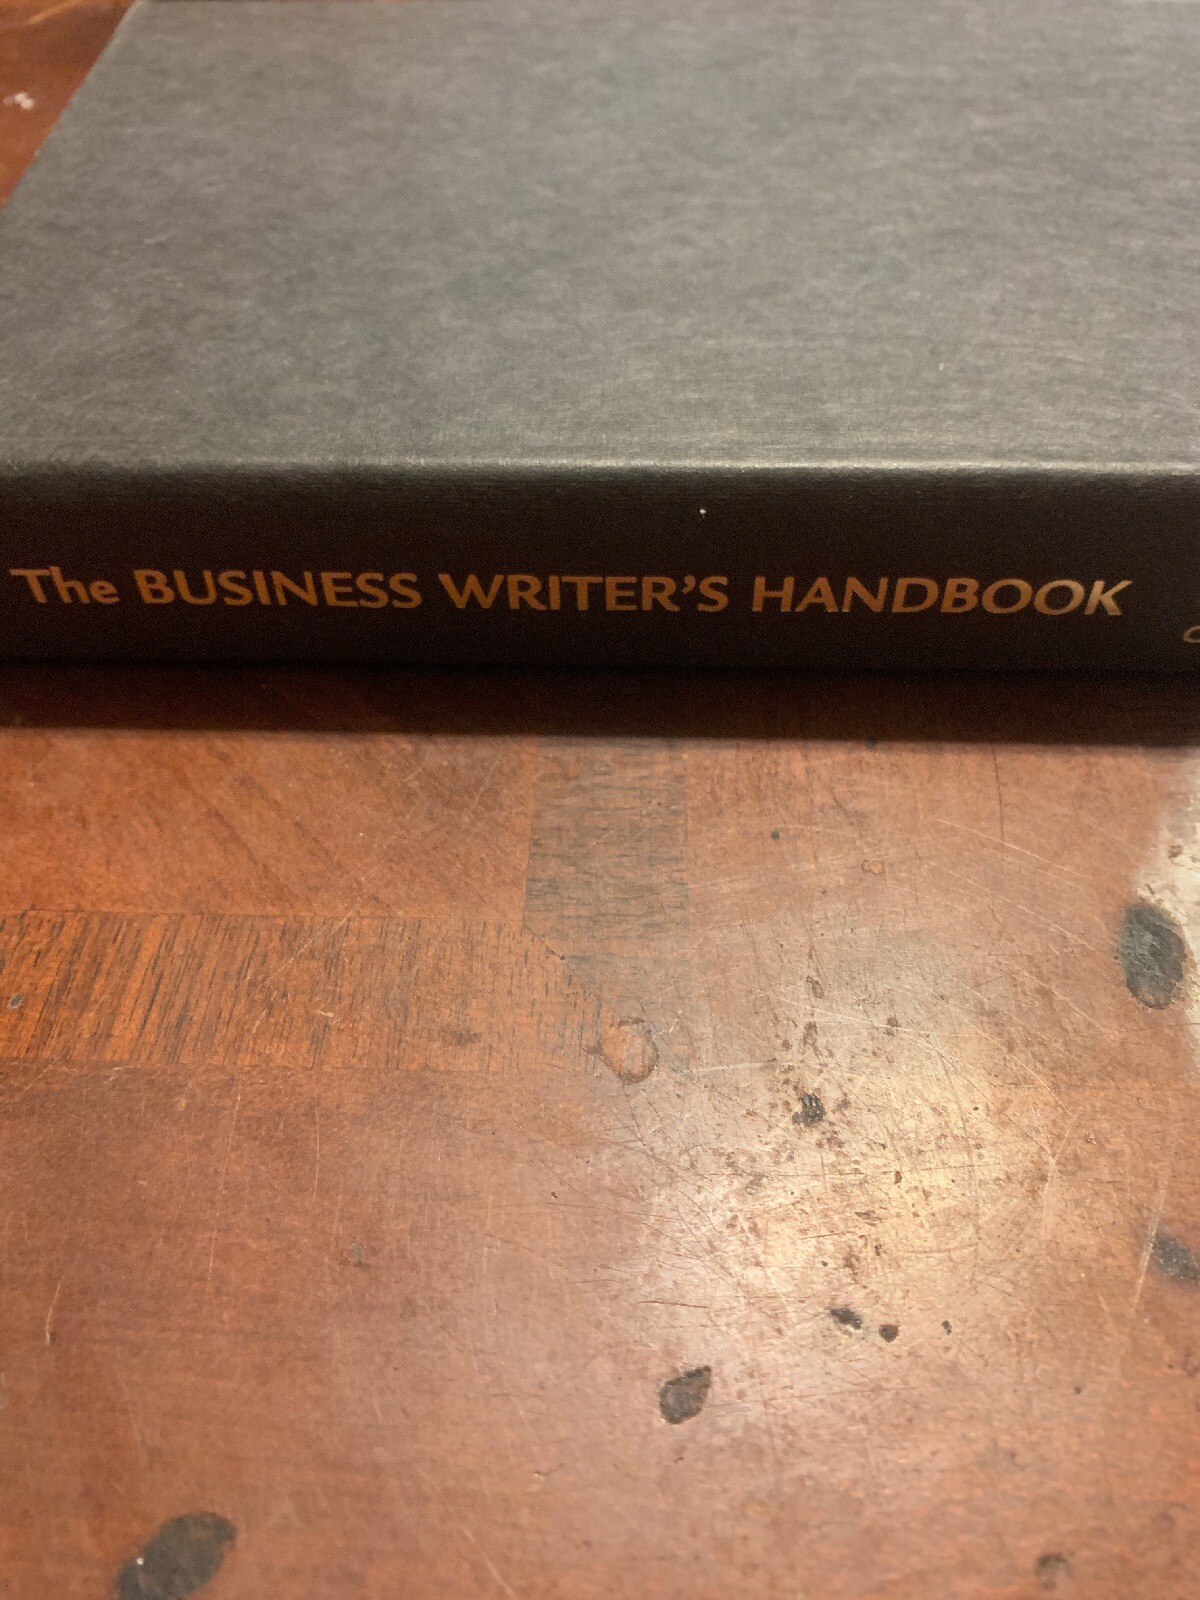 The BUSINESS WRITER’S HANDBOOK